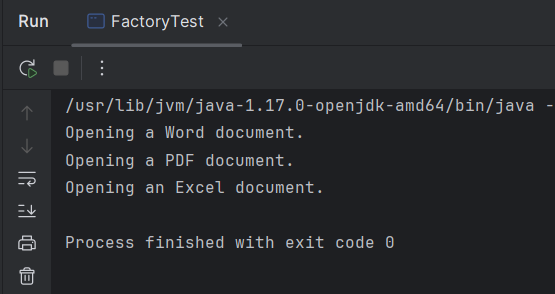 Run
FactoryTest
/usr/lib/jvm/java-1.17.0-openjdk-amd64/bin/java -
Opening a Word document.
Opening a PDF document.
Opening an Excel document.
Process finished with exit code 0